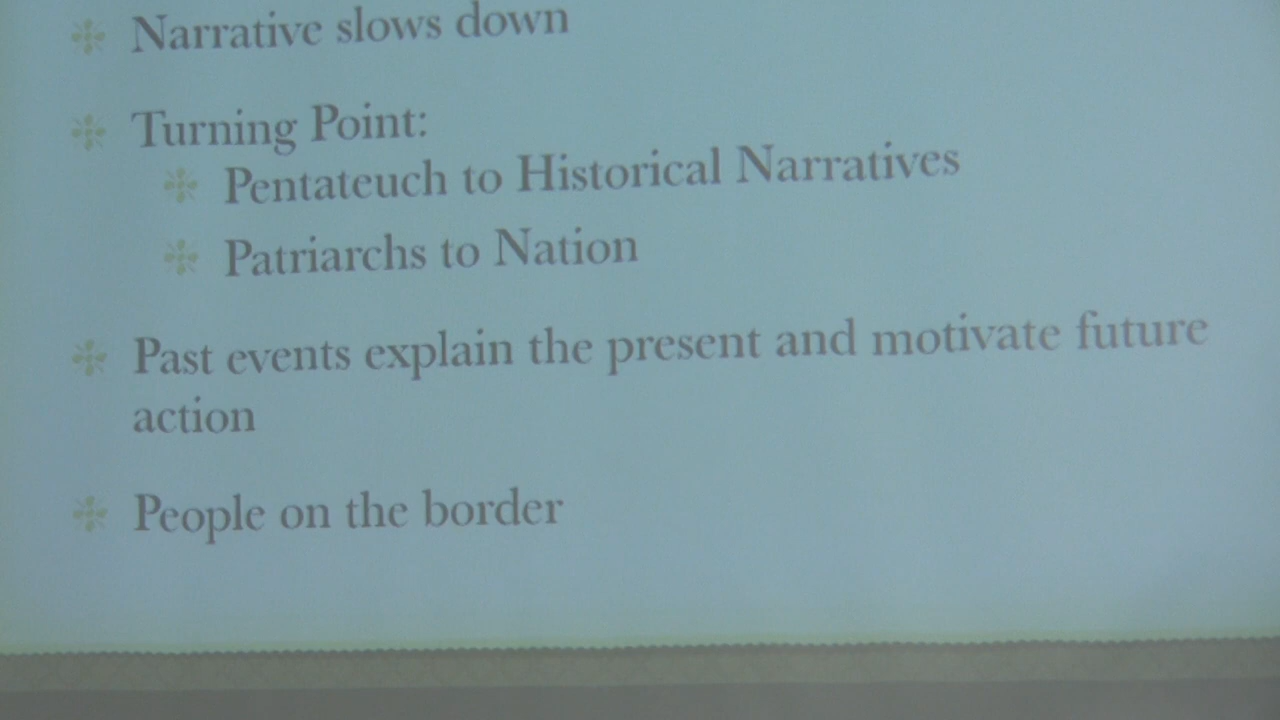 Narrative slows down
Turning Point:
Pentateuch to Historical Narratives
Patriarchs to Nation
Past events explain the present and motivate future
action
People on the border